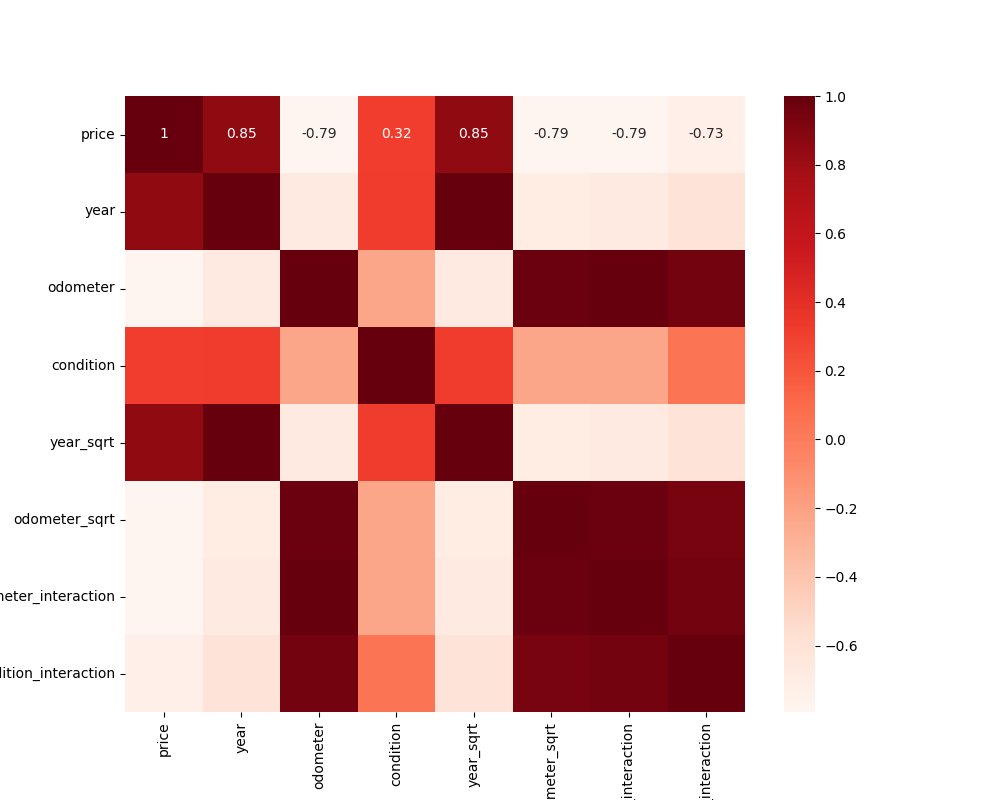 price 1 0.85 -0.79 0.32 0.85 -0.79 -0.79 -0.73
year
odometer
condition
year_sqrt
odometer_sqrt
neter_interaction
lition_interaction
price
year
odometer
condition
year_sqrt
meter_sqrt
_interaction
_interaction
1.0
0.8
0.6
0.4
0.2
0.0
−0.2
−0.4
−0.6